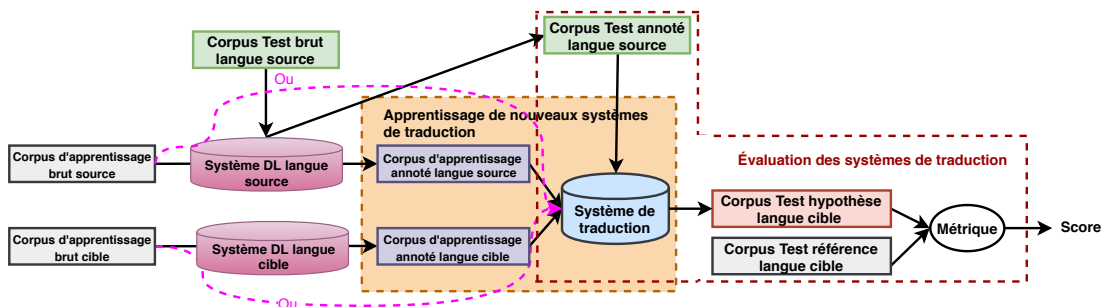 Corpus Test brut
langue source
Corpus Test annoté
langue source
Ou
Apprentissage de nouveaux systèmes
de traduction
Évaluation des systèmes de traduction
Corpus d'apprentissage
brut source
Système DL langue
source
Corpus d'apprentissage
annoté langue source
Système de
traduction
Corpus Test hypothèse
langue cible
Métrique
Score
Corpus d'apprentissage
brut cible
Système DL langue
cible
Corpus d'apprentissage
annoté langue cible
Corpus Test référence
langue cible
Ou